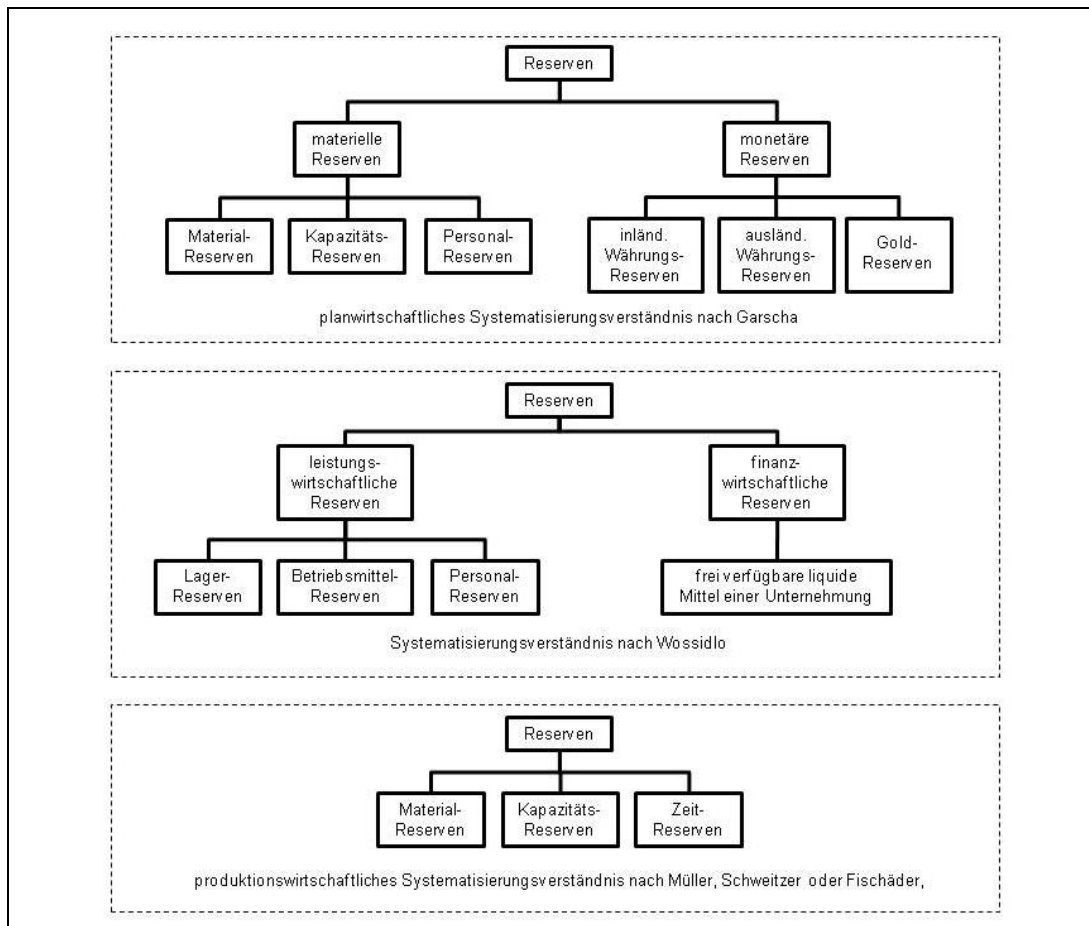 Reserven
materielle
Reserven
monetäre
Reserven
Material-
Reserven
Kapazitäts-
Reserven
Personal-
Reserven
inländ.
Währungs-
Reserven
ausländ.
Währungs-
Reserven
Gold-
Reserven
planwirtschaftliches Systematisierungsverständnis nach Garscha
Reserven
leistungs-
wirtschaftliche
Reserven
finanz-
wirtschaftliche
Reserven
Lager-
Reserven
Betriebsmittel-
Reserven
Personal-
Reserven
frei verfügbare liquide
Mittel einer Unternehmung
Systematisierungsverständnis nach Wossidlo
Reserven
Material-
Reserven
Kapazitäts-
Reserven
Zeit-
Reserven
produktionswirtschaftliches Systematisierungsverständnis nach Müller, Schweitzer oder Fischäder,